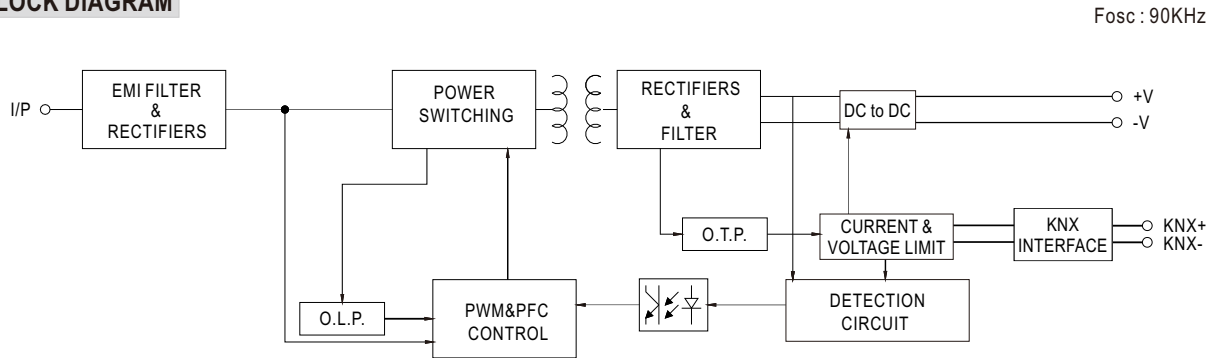 LOCK DIAGRAM
Fosc : 90KHz
I/P
EMI FILTER
&
RECTIFIERS
POWER
SWITCHING
RECTIFIERS
&
FILTER
DC to DC
+V
-V
O.T.P.
CURRENT &
VOLTAGE LIMIT
KNX
INTERFACE
KNX+
KNX-
O.L.P.
PWM&PFC
CONTROL
DETECTION
CIRCUIT